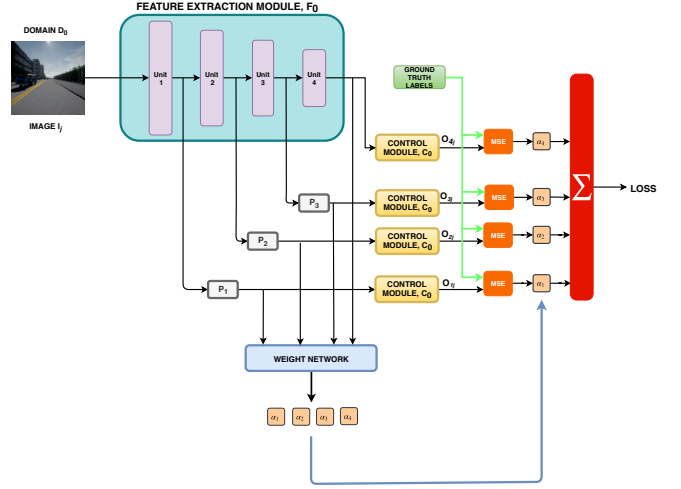 FEATURE EXTRACTION MODULE, F0
DOMAIN D0
IMAGE Ij
Unit
1
Unit
2
Unit
3
Unit
4
GROUND
TRUTH
LABELS
CONTROL
MODULE, C0
O4j
MSE
α4
P3
CONTROL
MODULE, C0
O3j
MSE
α3
P2
CONTROL
MODULE, C0
O2j
MSE
α2
P1
CONTROL
MODULE, C0
O1j
MSE
α1
Σ
LOSS
WEIGHT NETWORK
α1 α2 α3 α4